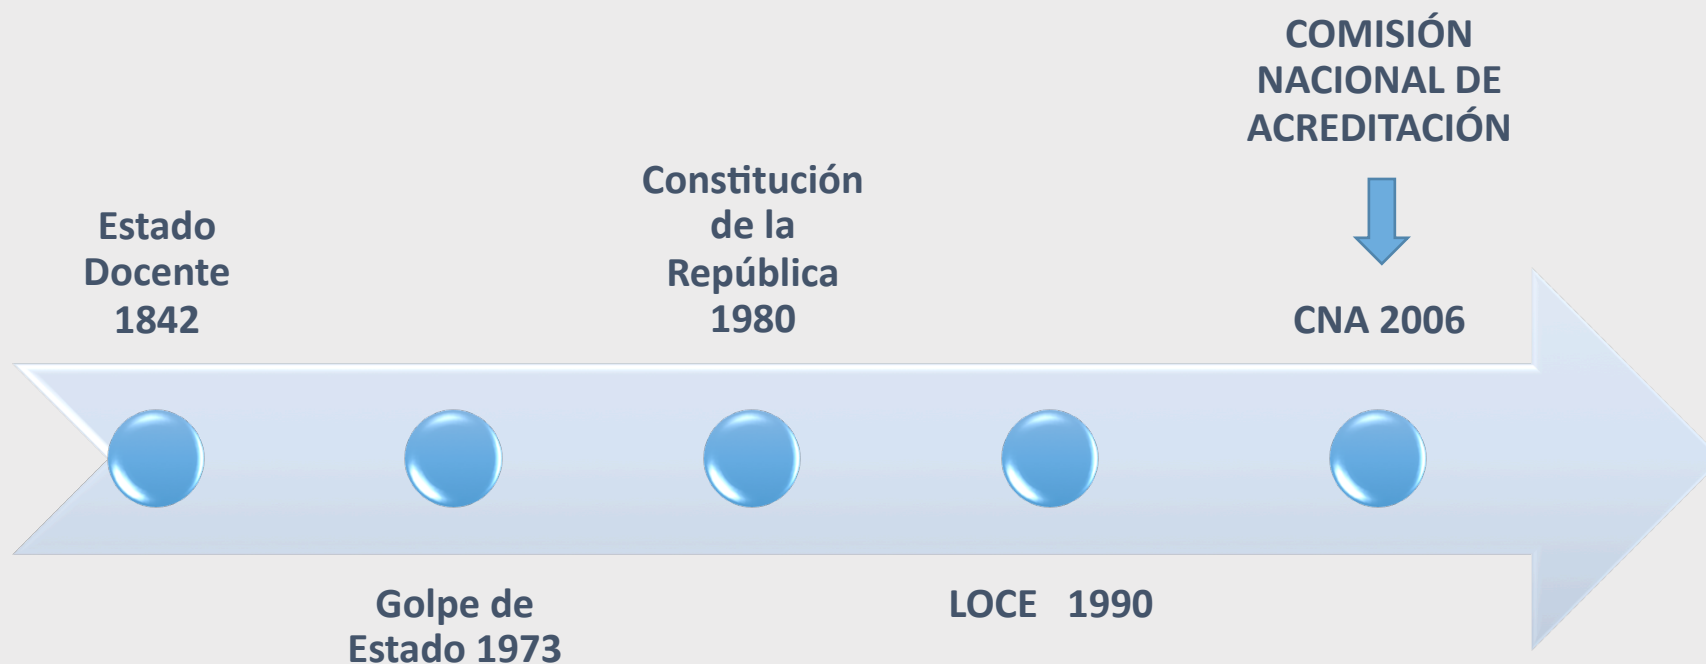 COMISIÓN
NACIONAL DE
ACREDITACIÓN
Estado
Docente
1842
Constitución
de la
República
1980
CNA 2006
Golpe de
Estado 1973
LOCE   1990